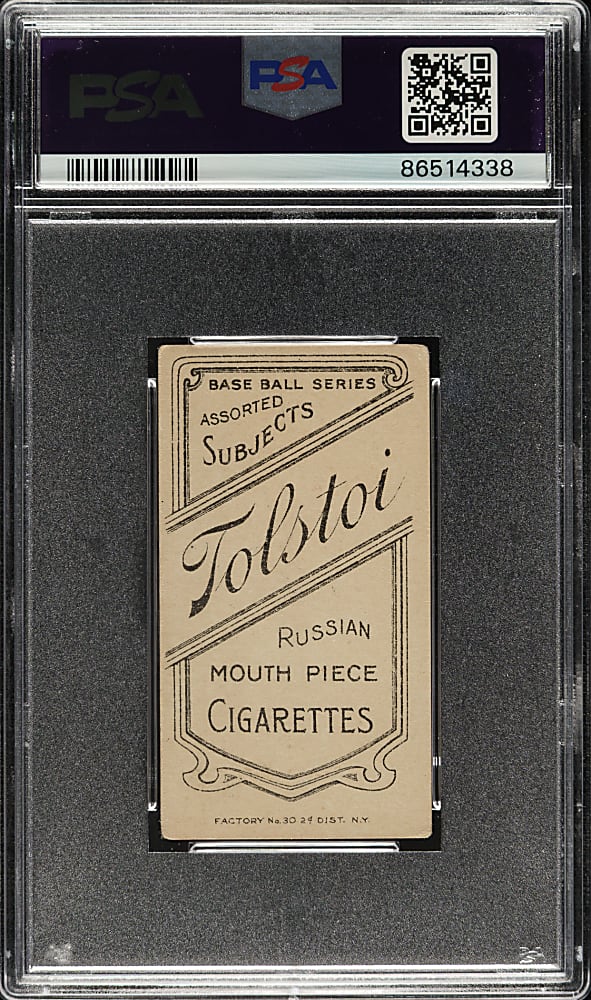 PSA
PSA
86514338
BASE BALL SERIES
ASSORTED
SUBJECTS
Tolstoi
RUSSIAN
MOUTH PIECE
CIGARETTES
FACTORY No. 30 2d DIST. N.Y.